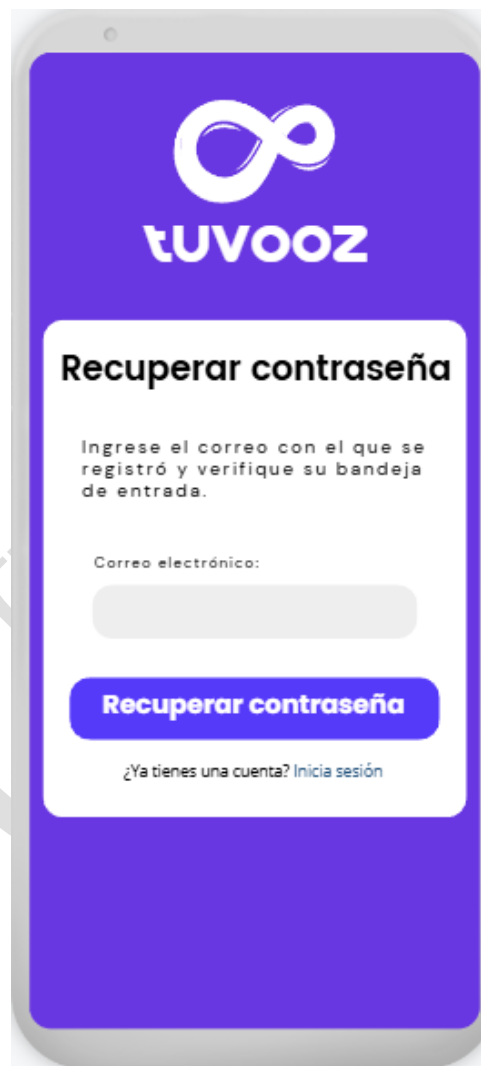 tuvooz
Recuperar contraseña
Ingrese el correo con el que se
registró y verifique su bandeja
de entrada.
Correo electrónico:
Recuperar contraseña
¿Ya tienes una cuenta? Inicia sesión